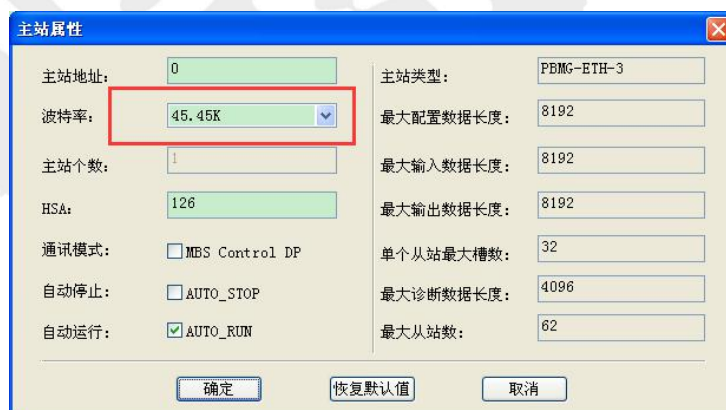 主站属性
主站地址: 0
波特率: 45.45K
主站个数: 1
HSA: 126
通讯模式: MBS Control DP
自动停止: AUTO_STOP
自动运行: AUTO_RUN
主站类型: PBMG-ETH-3
最大配置数据长度: 8192
最大输入数据长度: 8192
最大输出数据长度: 8192
单个从站最大槽数: 32
最大诊断数据长度: 4096
最大从站数: 62
确定 恢复默认值 取消